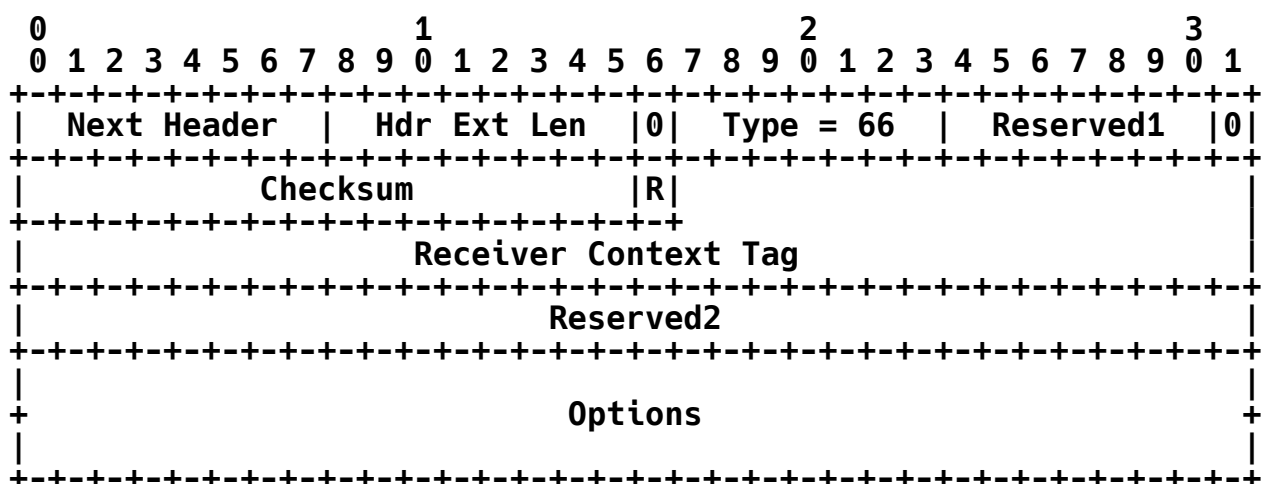 0                   1                   2                   3
 0 1 2 3 4 5 6 7 8 9 0 1 2 3 4 5 6 7 8 9 0 1 2 3 4 5 6 7 8 9 0 1
+-+-+-+-+-+-+-+-+-+-+-+-+-+-+-+-+-+-+-+-+-+-+-+-+-+-+-+-+-+-+-+-+
|  Next Header  |  Hdr Ext Len  |0|  Type = 66  |  Reserved1  |0|
+-+-+-+-+-+-+-+-+-+-+-+-+-+-+-+-+-+-+-+-+-+-+-+-+-+-+-+-+-+-+-+-+
|            Checksum           |R|                             |
+-+-+-+-+-+-+-+-+-+-+-+-+-+-+-+-+-+                             |
|                    Receiver Context Tag                       |
+-+-+-+-+-+-+-+-+-+-+-+-+-+-+-+-+-+-+-+-+-+-+-+-+-+-+-+-+-+-+-+-+
|                           Reserved2                           |
+-+-+-+-+-+-+-+-+-+-+-+-+-+-+-+-+-+-+-+-+-+-+-+-+-+-+-+-+-+-+-+-+
|                                                               |
+                            Options                            +
|                                                               |
+-+-+-+-+-+-+-+-+-+-+-+-+-+-+-+-+-+-+-+-+-+-+-+-+-+-+-+-+-+-+-+-+